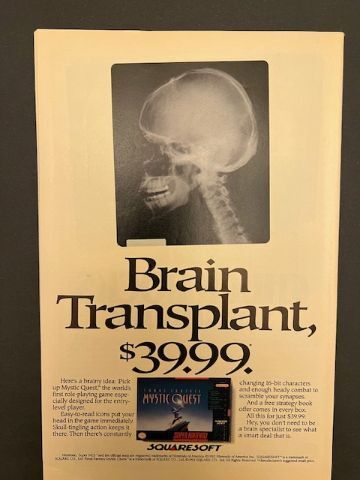 Brain
Transplant,
$39.99.*
Here's a brainy idea: Pick
up Mystic Quest,® the world's
first role-playing game espe-
cially designed for the entry-
level player.
Easy-to-read icons put your
head in the game immediately.
Skull-tingling action keeps it
there. Then there's constantly
FINAL FANTASY
MYSTIC QUEST
SUPER NINTENDO
SQUARESOFT
changing 16-bit characters
and enough heady combat to
scramble your synapses.
And a free strategy book
offer comes in every box.
All this for just $39.99.
Hey, you don't need to be
a brain specialist to see what
a smart deal that is.